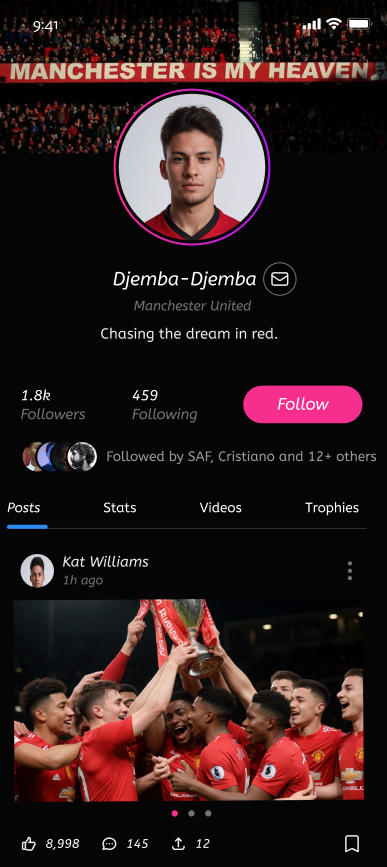 9:41
MANCHESTER IS MY HEAVEN
Djemba-Djemba
Manchester United
Chasing the dream in red.
1.8k
459
Follow
Followers
Following
Followed by SAF, Cristiano and 12+ others
Posts
Stats
Videos
Trophies
Kat Williams
1h ago
8,998
145
12